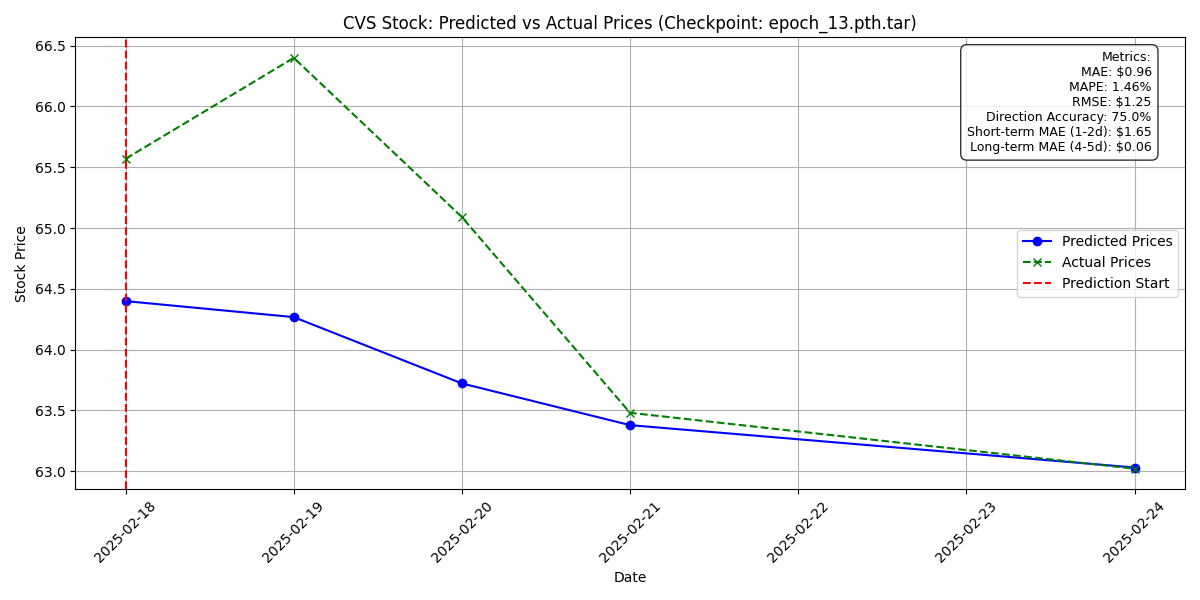 CVS Stock: Predicted vs Actual Prices (Checkpoint: epoch_13.pth.tar)
Metrics:
MAE: $0.96
MAPE: 1.46%
RMSE: $1.25
Direction Accuracy: 75.0%
Short-term MAE (1-2d): $1.65
Long-term MAE (4-5d): $0.06
Predicted Prices
Actual Prices
Prediction Start
Stock Price
66.5
66.0
65.5
65.0
64.5
64.0
63.5
63.0
2025-02-18
2025-02-19
2025-02-20
2025-02-21
2025-02-22
2025-02-23
2025-02-24
Date